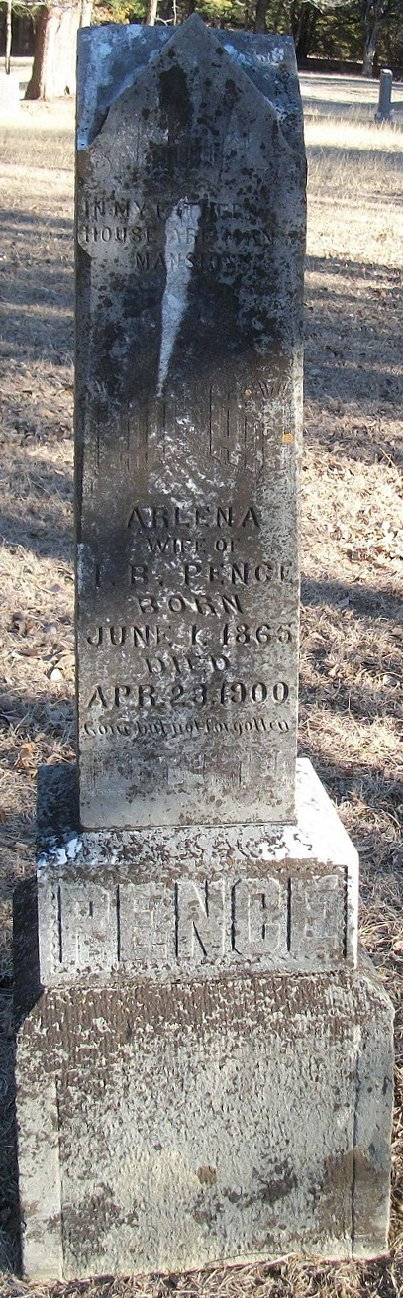 IN MY FATHER'S
HOUSE ARE MANY
MANSIONS
ARLENA
WIFE OF
I. B. PENCE
BORN
JUNE 1, 1865
DIED
APR. 23, 1900
Gone but not forgotten
PENCE